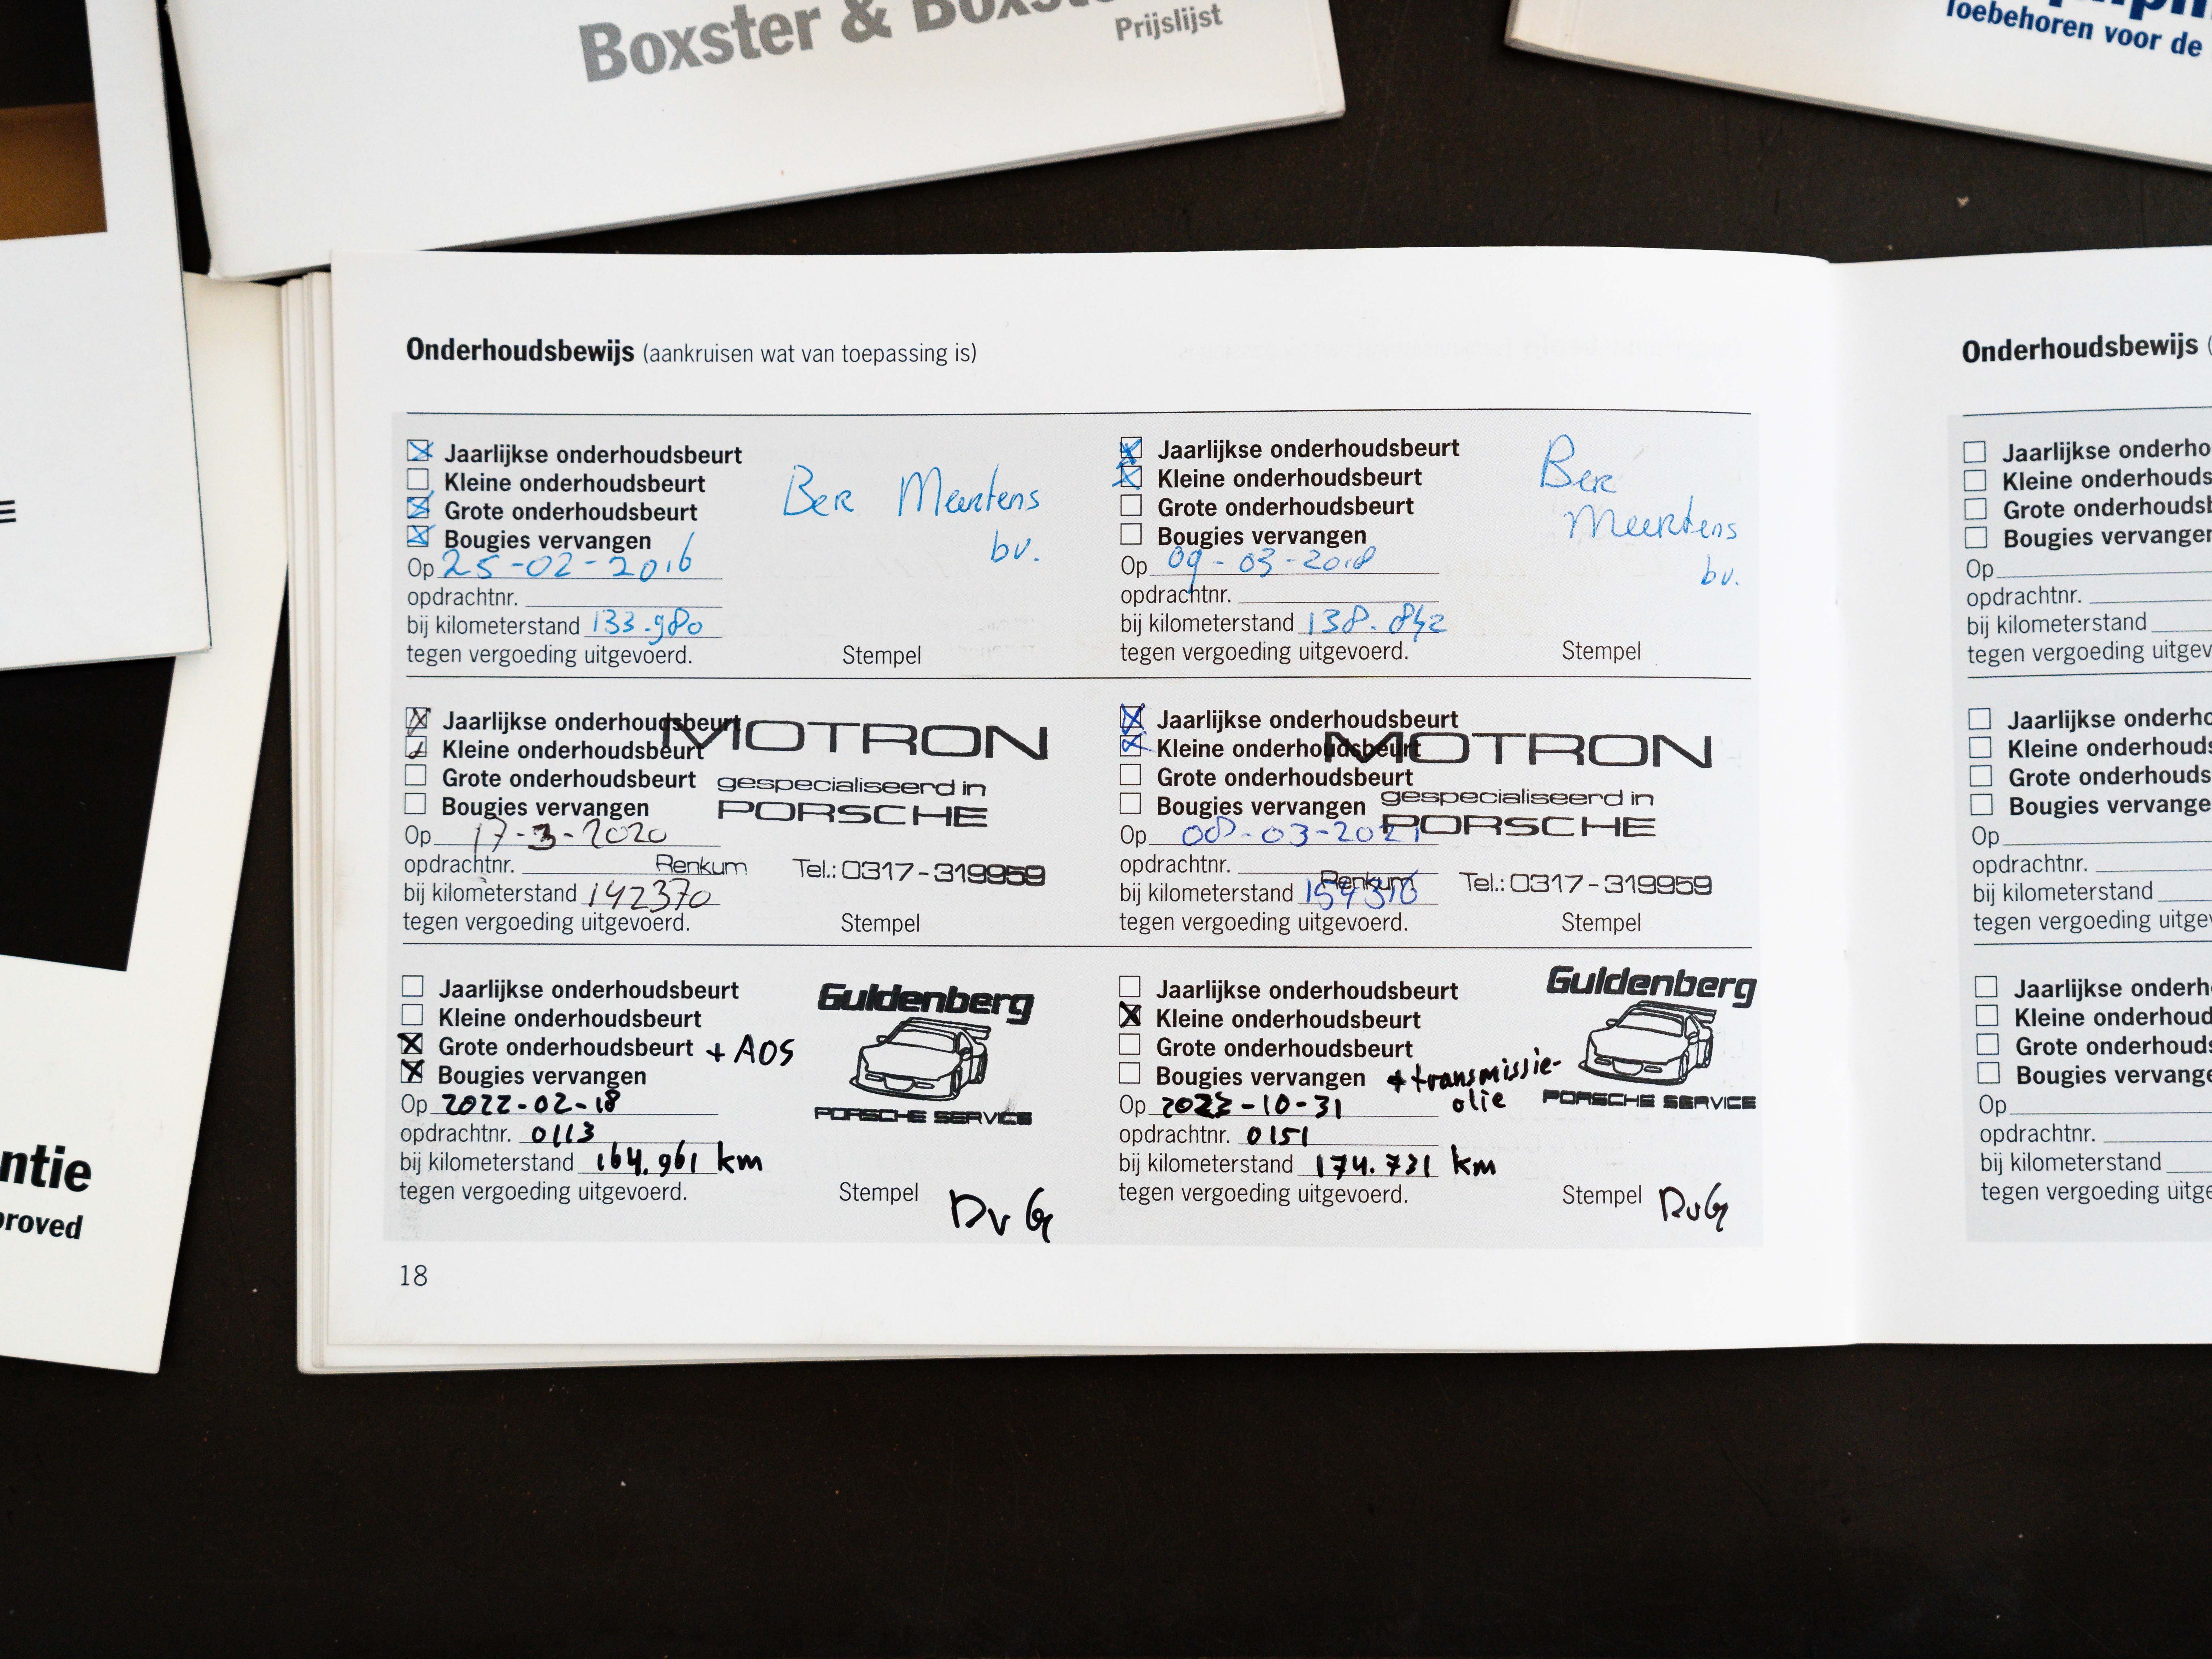 Boxster &
Prijslijst
Toebehoren voor de
Onderhoudsbewijs (aankruisen wat van toepassing is)
Jaarlijkse onderhoudsbeurt
Kleine onderhoudsbeurt
Grote onderhoudsbeurt
Bougies vervangen
Op 25-02-2016
opdrachtnr.
bij kilometerstand 133.980
tegen vergoeding uitgevoerd.
Ber Meertens
bv.
Stempel
Jaarlijkse onderhoudsbeurt
Kleine onderhoudsbeurt
Grote onderhoudsbeurt
Bougies vervangen
Op 09-03-2018
opdrachtnr.
bij kilometerstand 138.842
tegen vergoeding uitgevoerd.
Ber
Meertens
bv.
Stempel
Jaarlijkse onderhoudsbeurt
Kleine onderhoudsbeurt
Grote onderhoudsbeurt
Bougies vervangen
Op 17-3-2020
opdrachtnr.
bij kilometerstand 142370
tegen vergoeding uitgevoerd.
MOTRON
gespecialiseerd in
PORSCHE
Renkum Tel.: 0317-319959
Stempel
Jaarlijkse onderhoudsbeurt
Kleine onderhoudsbeurt
Grote onderhoudsbeurt
Bougies vervangen
Op 08-03-2021
opdrachtnr.
bij kilometerstand
tegen vergoeding uitgevoerd.
MOTRON
gespecialiseerd in
PORSCHE
Renkum Tel.: 0317-319959
Stempel
Jaarlijkse onderhoudsbeurt
Kleine onderhoudsbeurt
Grote onderhoudsbeurt + AOS
Bougies vervangen
Op 2022-02-18
opdrachtnr. 0113
bij kilometerstand 164.961 km
tegen vergoeding uitgevoerd.
Guldenberg
PORSCHE SERVICE
Stempel DvG
Jaarlijkse onderhoudsbeurt
Kleine onderhoudsbeurt
Grote onderhoudsbeurt
Bougies vervangen + transmissie-
olie
Op 2023-10-31
opdrachtnr. 0151
bij kilometerstand 174.731 km
tegen vergoeding uitgevoerd.
Guldenberg
PORSCHE SERVICE
Stempel DvG
18
Onderhoudsbewijs (
Jaarlijkse onderho
Kleine onderhouds
Grote onderhoudsb
Bougies vervangen
Op
opdrachtnr.
bij kilometerstand
tegen vergoeding uitgev
Jaarlijkse onderho
Kleine onderhouds
Grote onderhouds
Bougies vervange
Op
opdrachtnr.
bij kilometerstand
tegen vergoeding uitgev
Jaarlijkse onderh
Kleine onderhoud
Grote onderhouds
Bougies vervange
Op
opdrachtnr.
bij kilometerstand
tegen vergoeding uitge
ntie
proved